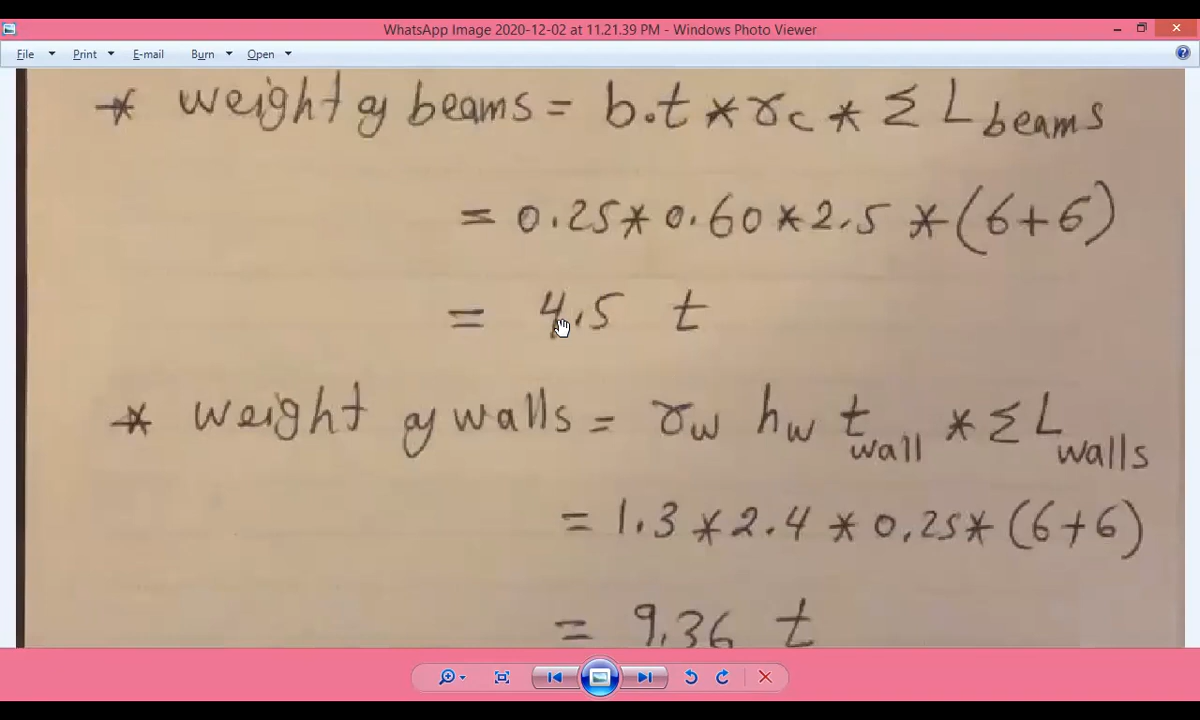 WhatsApp Image 2020-12-02 at 11.21.39 PM - Windows Photo Viewer
File Print E-mail Burn Open
* weight of beams = b.t * γc * Σ L beams
= 0.25 * 0.60 * 2.5 * (6+6)
= 4.5 t
* weight of walls = γw hw t wall * Σ L walls
= 1.3 * 2.4 * 0.25 * (6+6)
= 9.36 t